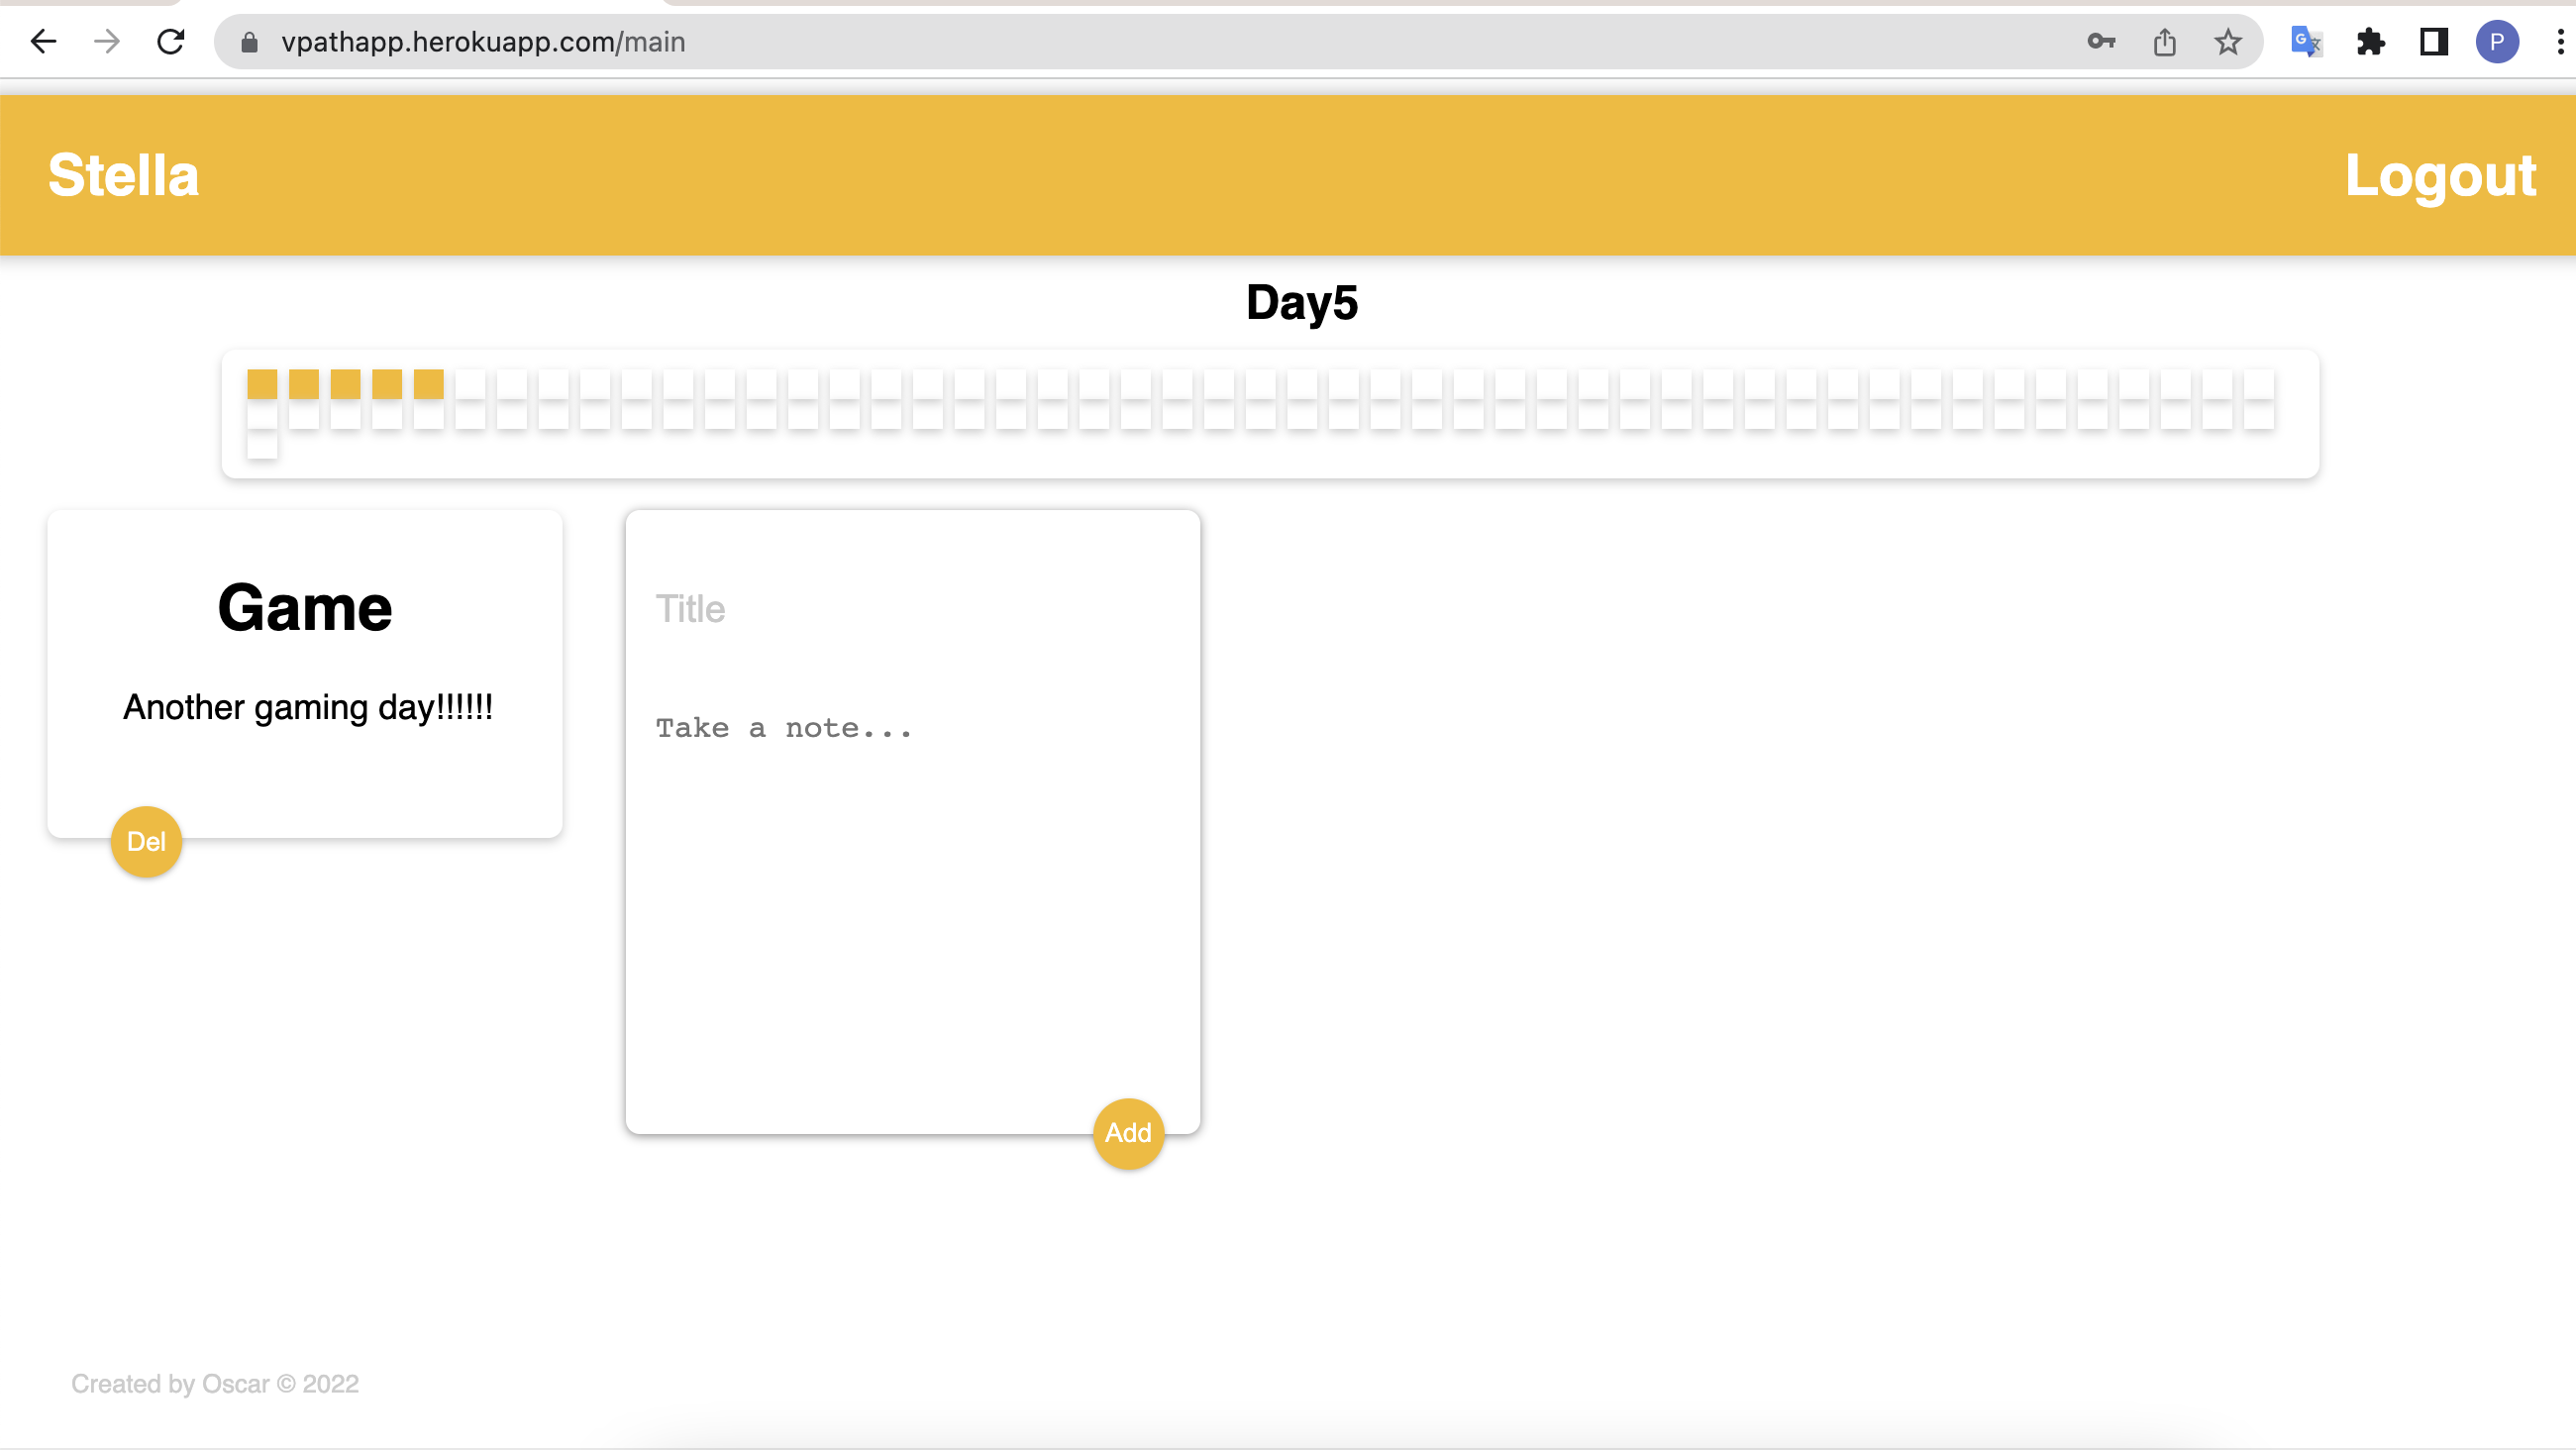 vpathapp.herokuapp.com/main
G
P
Stella
Logout
Day5
Game
Another gaming day!!!!!!
Del
Title
Take a note...
Add
Created by Oscar © 2022